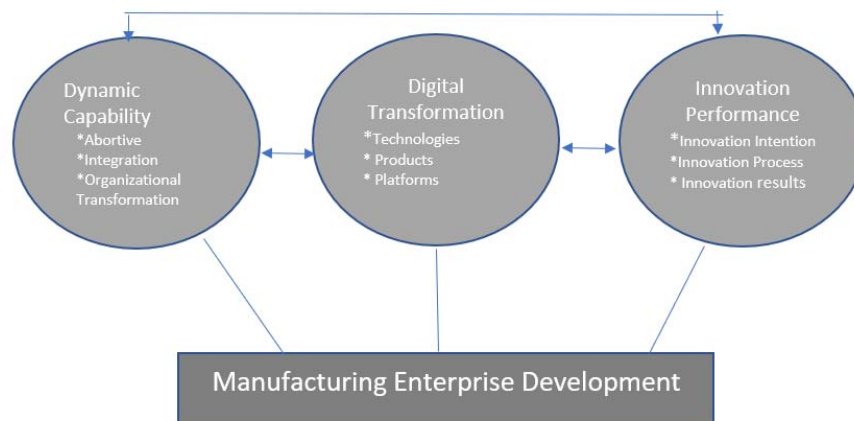 Dynamic
Capability
*Abortive
*Integration
*Organizational
Transformation
Digital
Transformation
*Technologies
* Products
* Platforms
Innovation
Performance
*Innovation Intention
*Innovation Process
* Innovation results
Manufacturing Enterprise Development